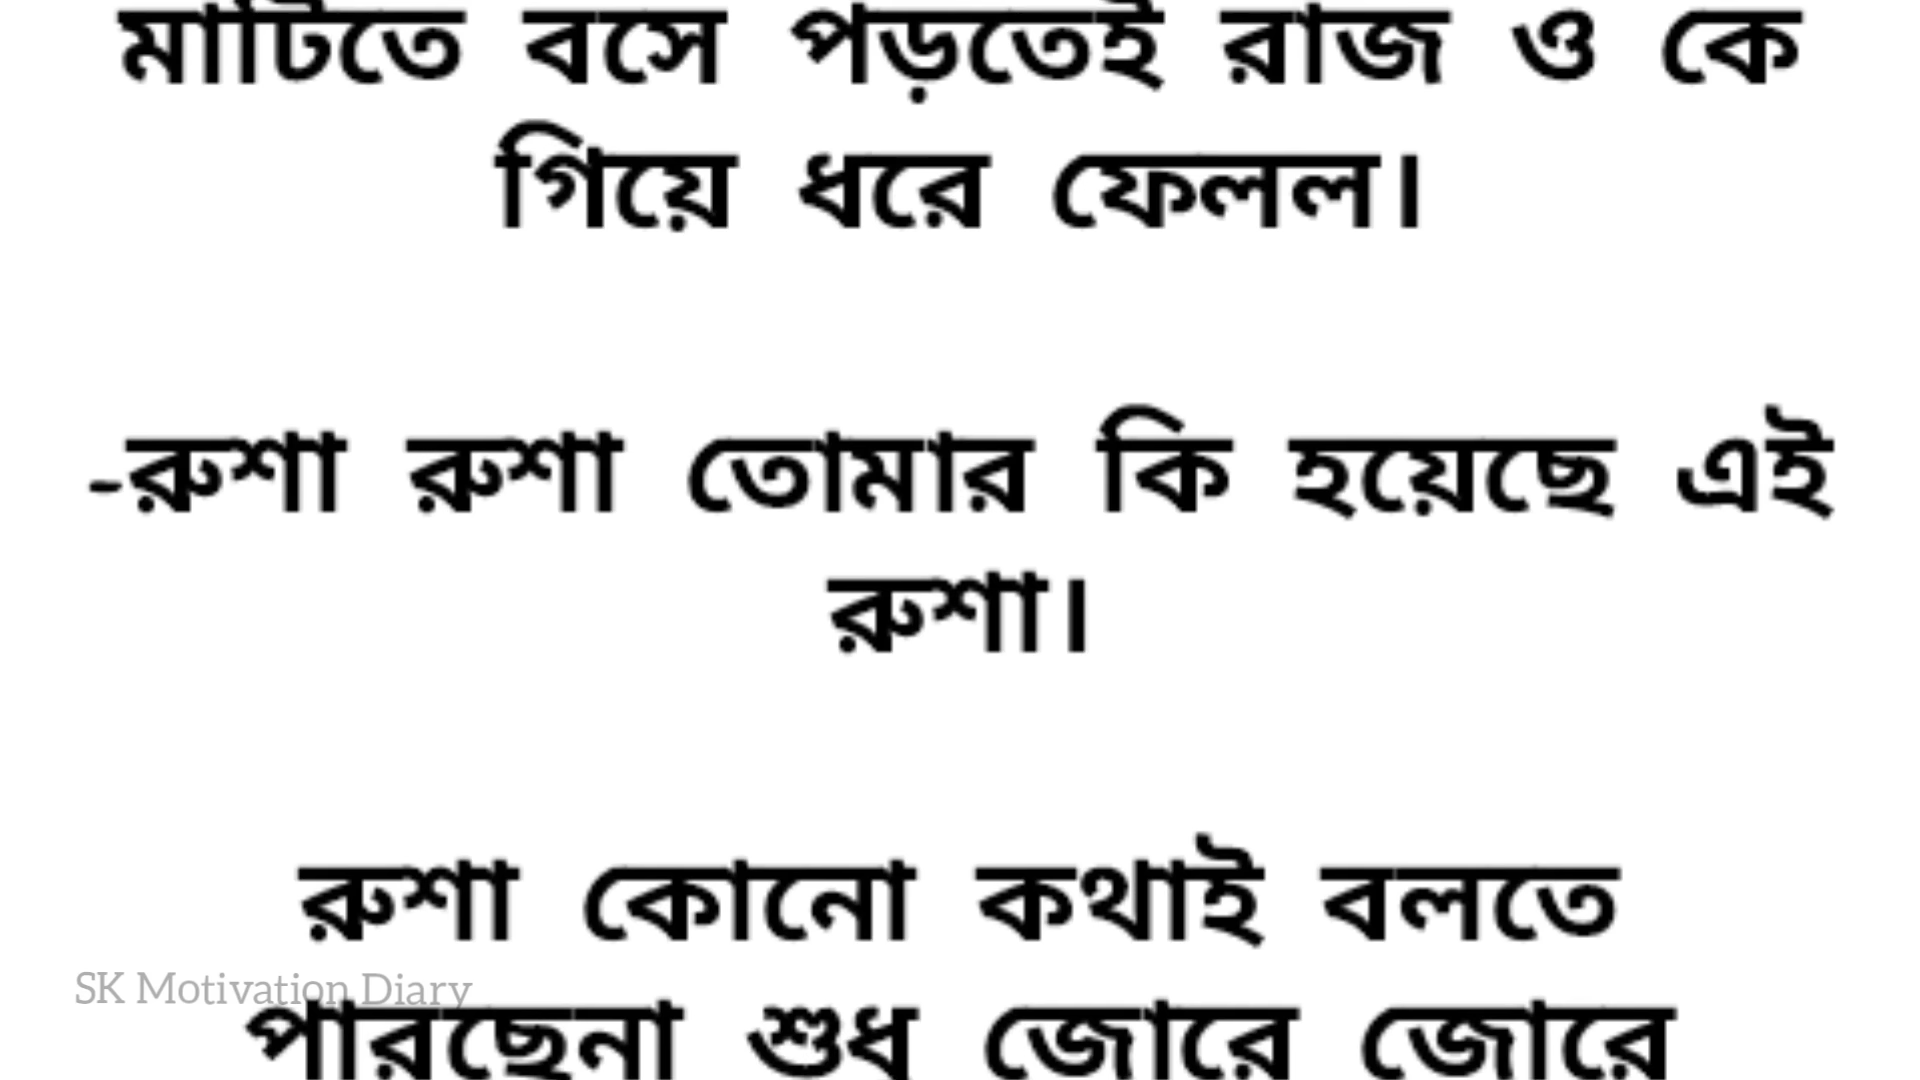 মাটিতে বসে পড়তেই রাজ ও কে
গিয়ে ধরে ফেলল।
-রুশা রুশা তোমার কি হয়েছে এই
রুশা।
রুশা কোনো কথাই বলতে
SK Motivation Diary
পারছেনা শুধু জোরে জোরে